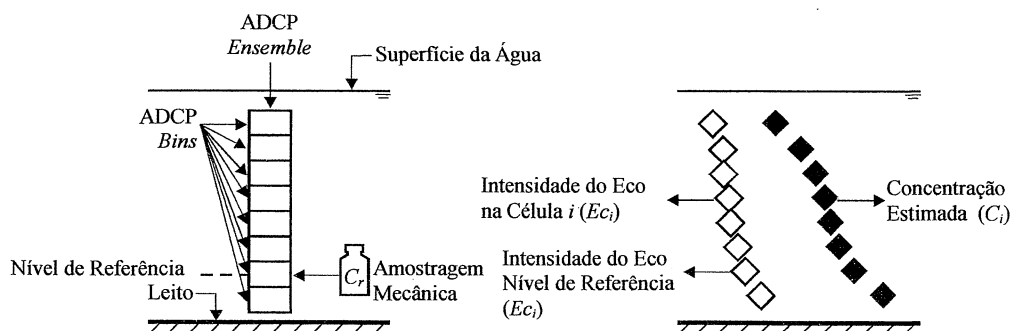 ADCP
Ensemble
Superfície da Água
ADCP
Bins
Nível de Referência
Leito
C_r
Amostragem
Mecânica
Intensidade do Eco
na Célula i (Ec_i)
Intensidade do Eco
Nível de Referência
(Ec_i)
Concentração
Estimada (C_i)